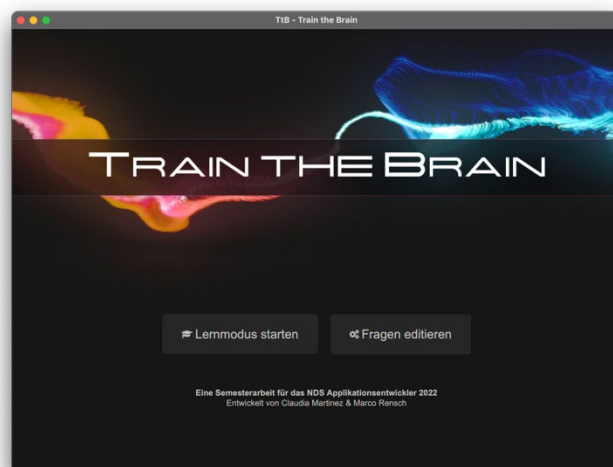 TtB - Train the Brain
TRAIN THE BRAIN
Lernmodus starten
Fragen editieren
Eine Semesterarbeit für das NDS Applikationsentwickler 2022
Entwickelt von Claudia Martinez & Marco Rensch